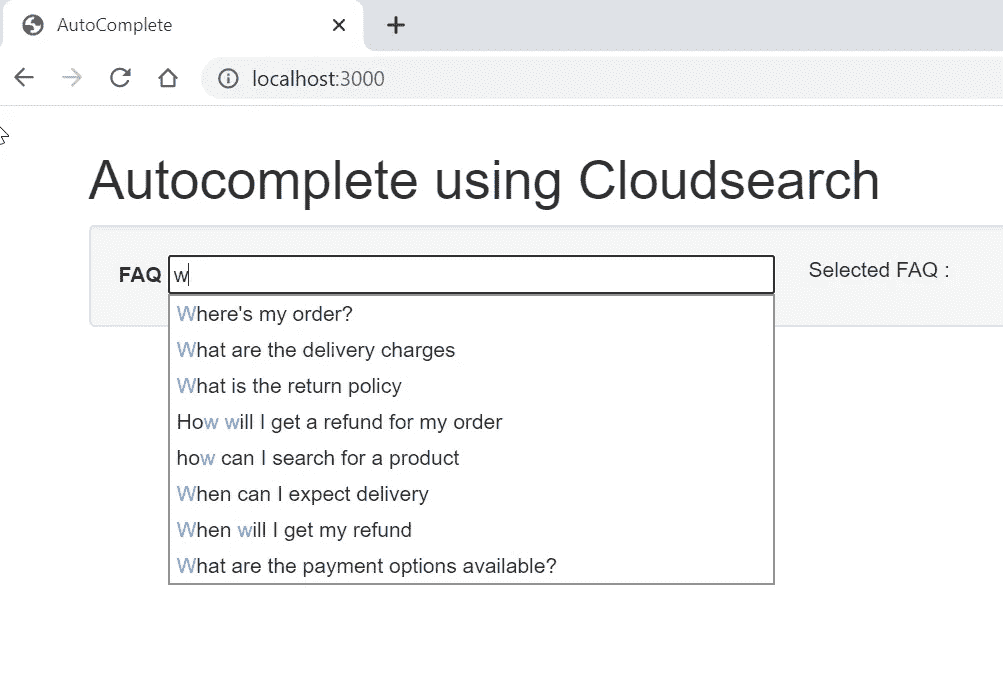 AutoComplete
localhost:3000
Autocomplete using Cloudsearch
FAQ w Selected FAQ :
Where's my order?
What are the delivery charges
What is the return policy
How will I get a refund for my order
how can I search for a product
When can I expect delivery
When will I get my refund
What are the payment options available?